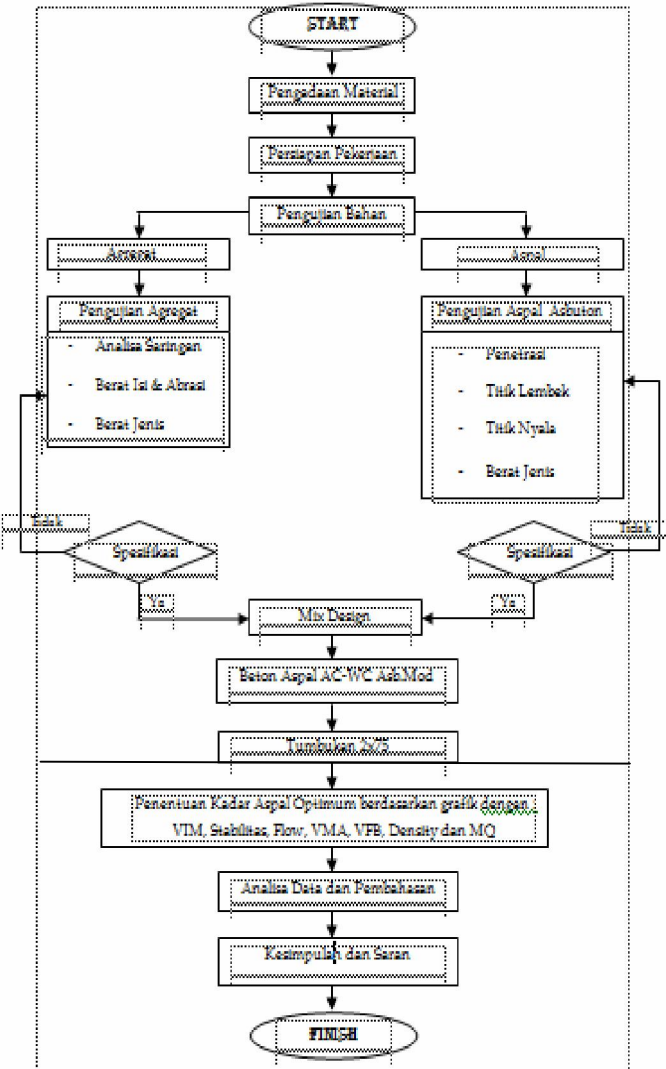 START
Pengadaan Material
Persiapan Pekerjaan
Pengujian Bahan
Agregat
Aspal
Pengujian Agregat
- Analisa Saringan
- Berat Isi & Abrasi
- Berat Jenis
Pengujian Aspal Asbuton
- Penetrasi
- Titik Lembek
- Titik Nyala
- Berat Jenis
Tidak
Spesifikasi
Ya
Spesifikasi
Tidak
Ya
Mix Design
Beton Aspal AC-WC Asb.Mod
Tumbukan 2x75
Penentuan Kadar Aspal Optimum berdasarkan grafik dengan
VIM, Stabilitas, Flow, VMA, VFB, Density dan MQ
Analisa Data dan Pembahasan
Kesimpulan dan Saran
FINISH